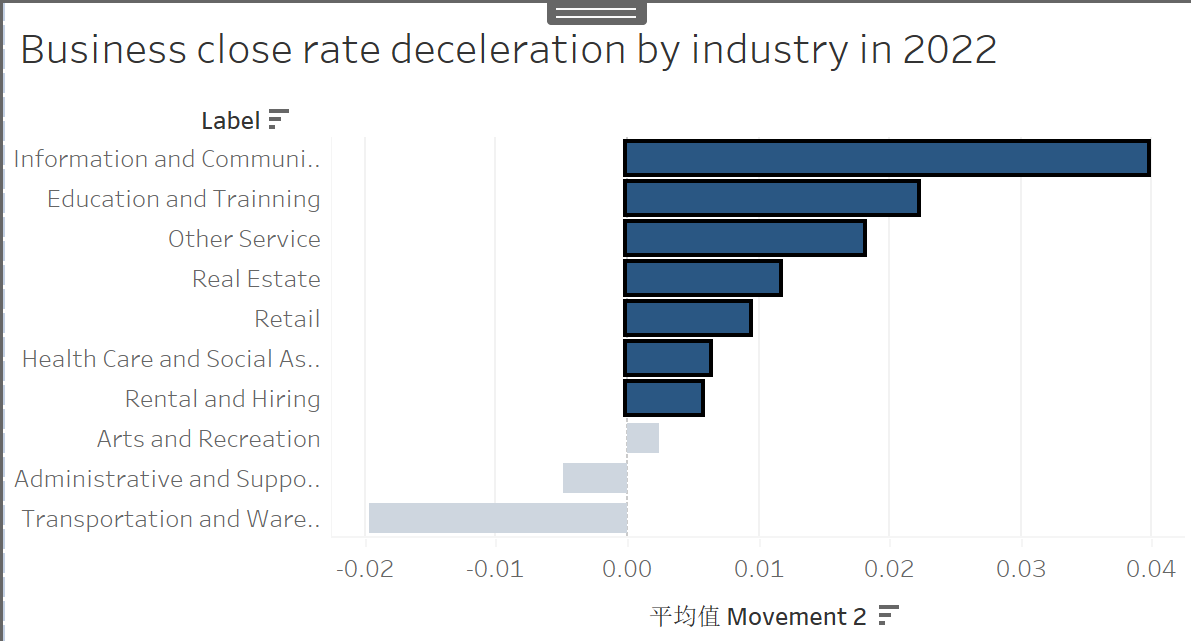 Business close rate deceleration by industry in 2022
Label
Information and Communi..
Education and Trainning
Other Service
Real Estate
Retail
Health Care and Social As..
Rental and Hiring
Arts and Recreation
Administrative and Suppo..
Transportation and Ware..
-0.02 -0.01 0.00 0.01 0.02 0.03 0.04
平均值 Movement 2